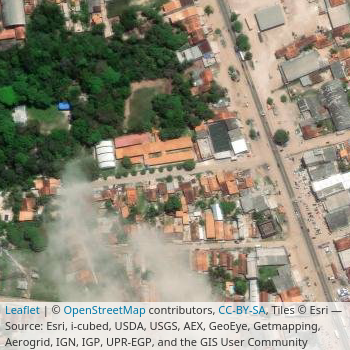 Leaflet | © OpenStreetMap contributors, CC-BY-SA, Tiles © Esri —
Source: Esri, i-cubed, USDA, USGS, AEX, GeoEye, Getmapping,
Aerogrid, IGN, IGP, UPR-EGP, and the GIS User Community